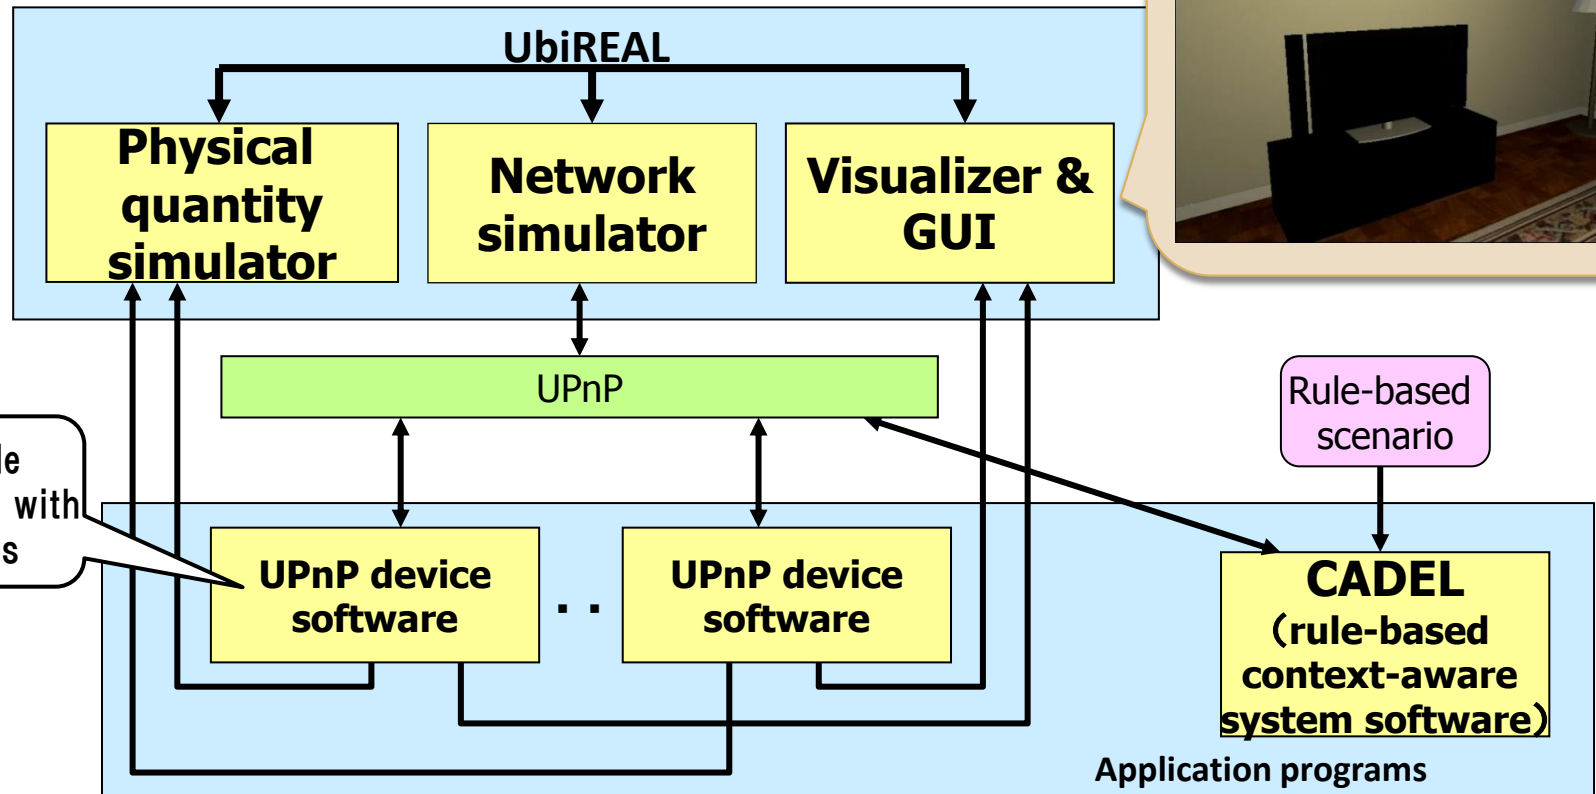 UbiREAL
Physical
quantity
simulator
Network
simulator
Visualizer &
GUI
UPnP
Rule-based
scenario
with
UPnP device
software
. .
UPnP device
software
CADEL
（rule-based
context-aware
system software）
Application programs